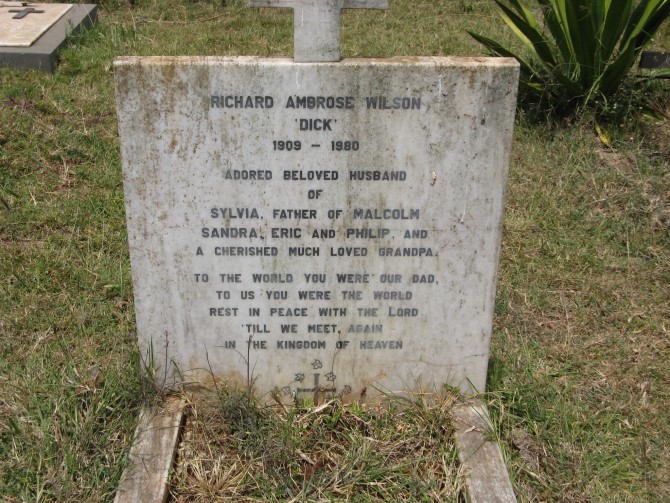 RICHARD AMBROSE WILSON
'DICK'
1909 – 1980
ADORED BELOVED HUSBAND
OF
SYLVIA, FATHER OF MALCOLM
SANDRA, ERIC AND PHILIP, AND
A CHERISHED MUCH LOVED GRANDPA.
TO THE WORLD YOU WERE OUR DAD,
TO US YOU WERE THE WORLD
REST IN PEACE WITH THE LORD
'TILL WE MEET, AGAIN
IN THE KINGDOM OF HEAVEN